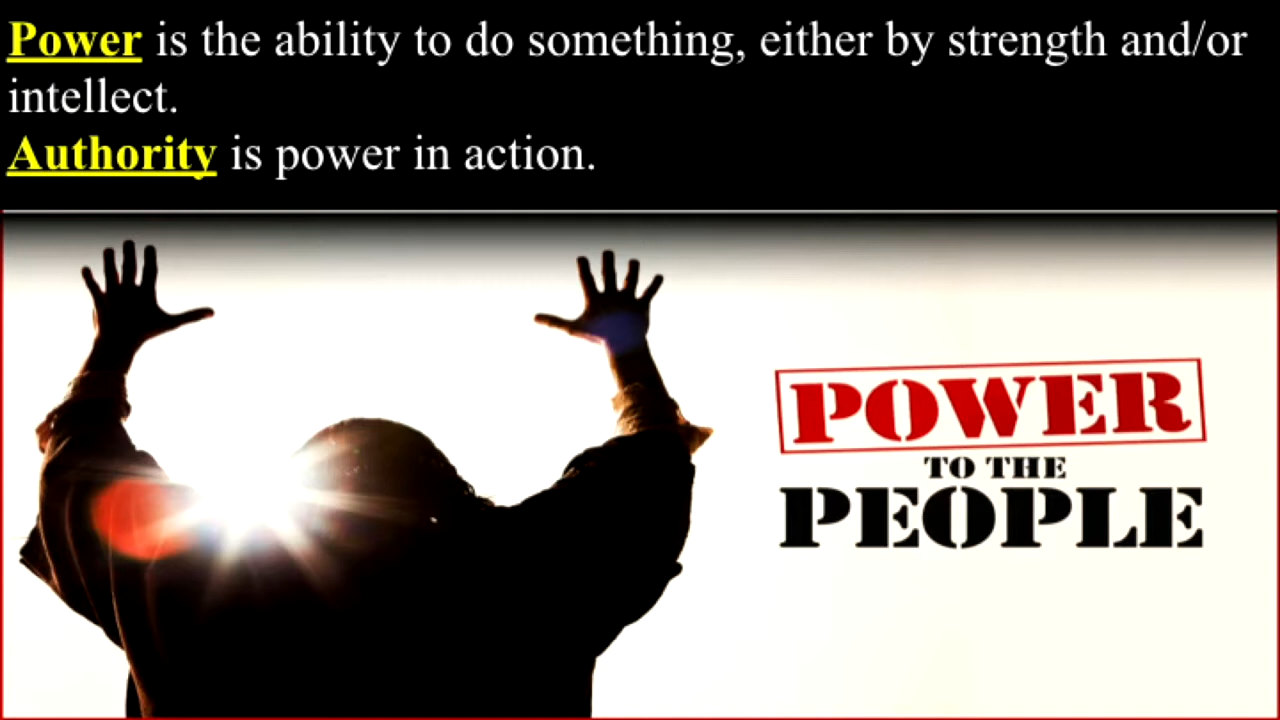 Power is the ability to do something, either by strength and/or
intellect.
Authority is power in action.
POWER
TO THE
PEOPLE